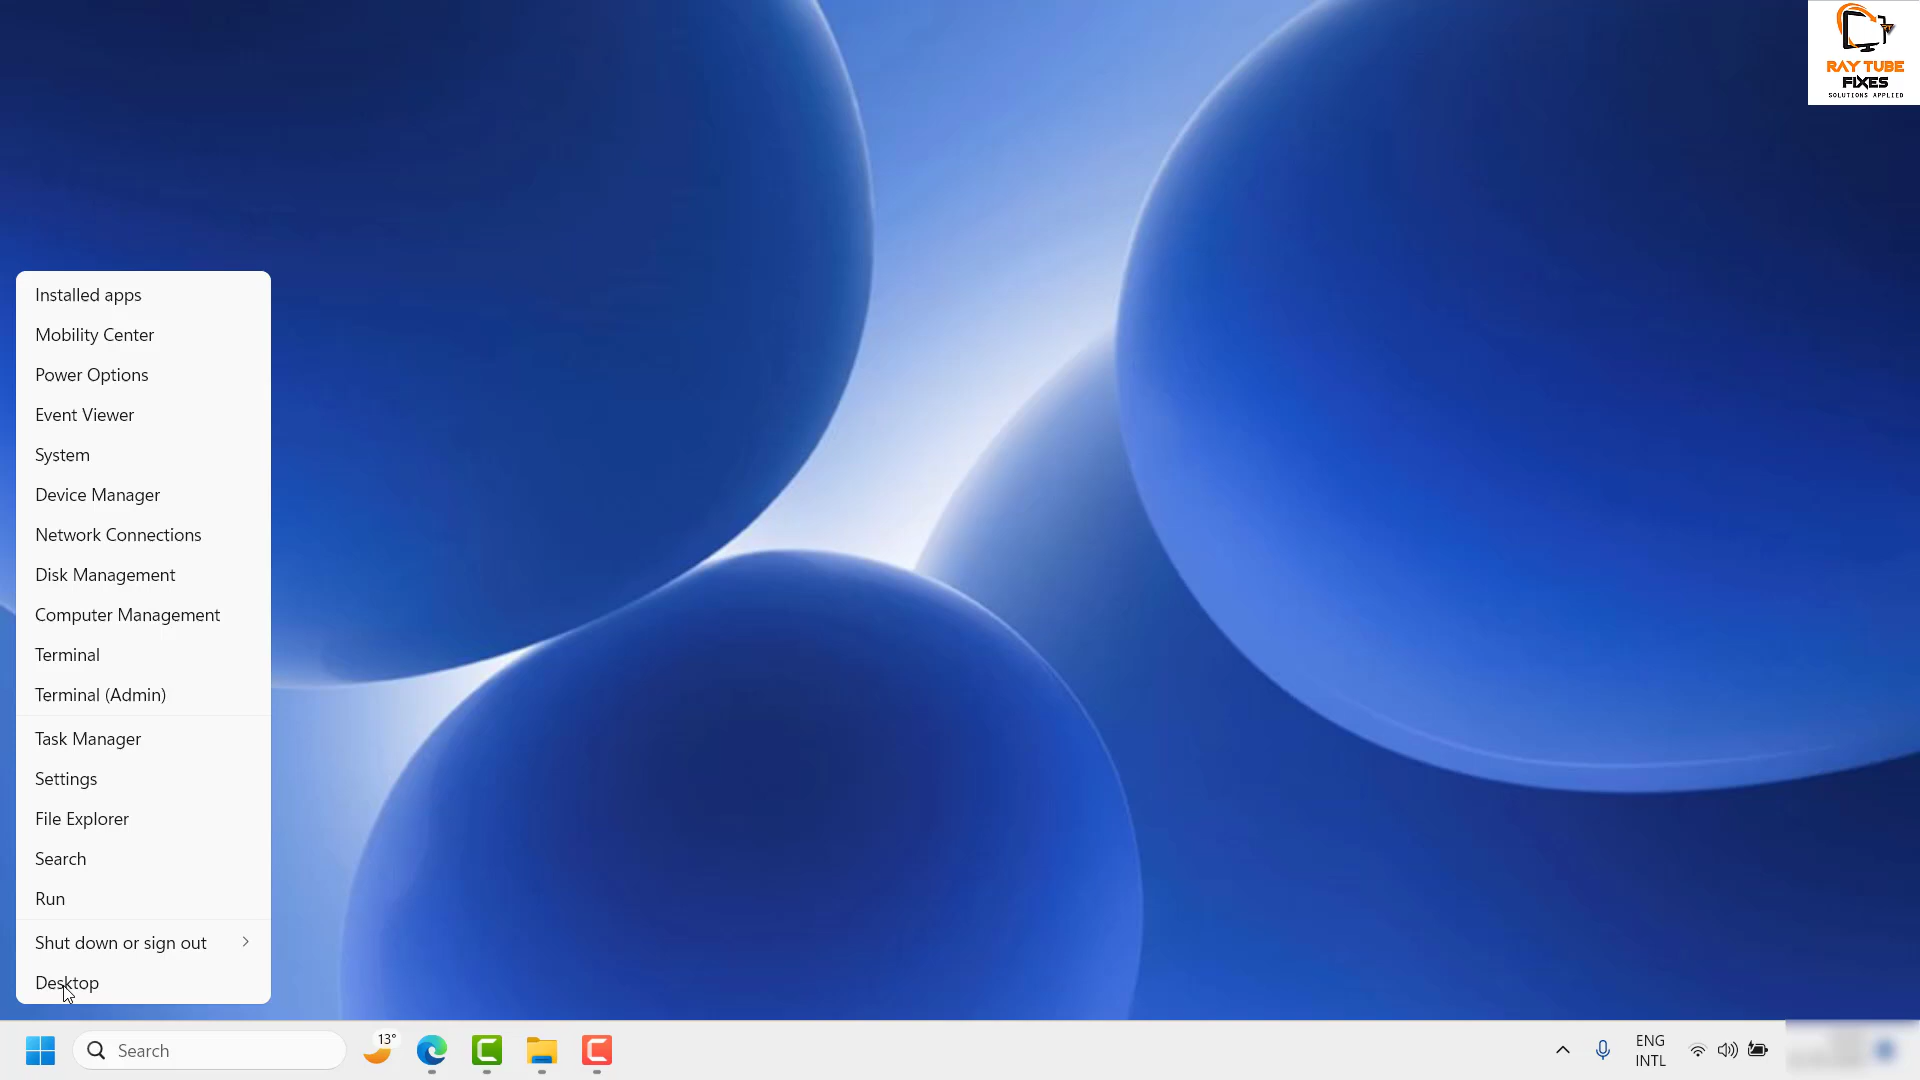 RAY TUBE
FIXES
SOLUTIONS APPLIED
Installed apps
Mobility Center
Power Options
Event Viewer
System
Device Manager
Network Connections
Disk Management
Computer Management
Terminal
Terminal (Admin)
Task Manager
Settings
File Explorer
Search
Run
Shut down or sign out
Desktop
Search
13°
ENG
INTL